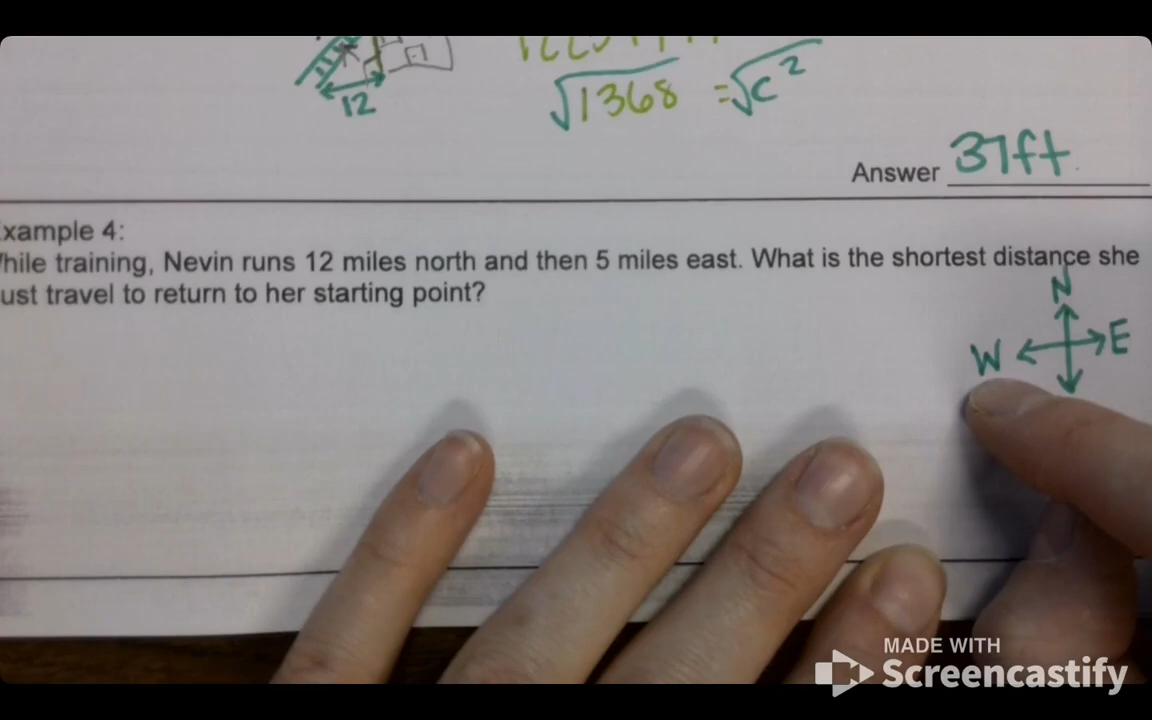 12
√1368 = √c²
Answer 37ft.
xample 4:
hile training, Nevin runs 12 miles north and then 5 miles east. What is the shortest distance she
ust travel to return to her starting point?
N
W E
MADE WITH
Screencastify